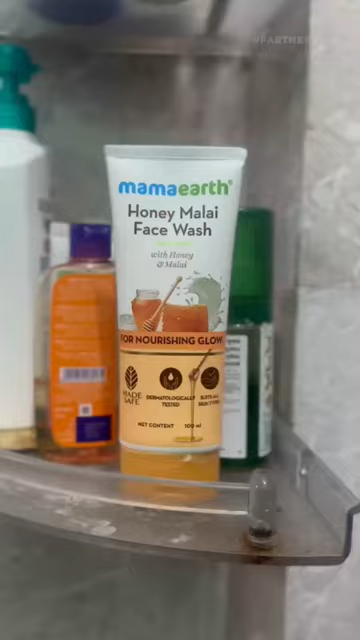 mamaearth®
Honey Malai
Face Wash
with Honey
& Malai
FOR NOURISHING GLOW
MADE
SAFE
DERMATOLOGICALLY
TESTED
NET CONTENT 100 ml